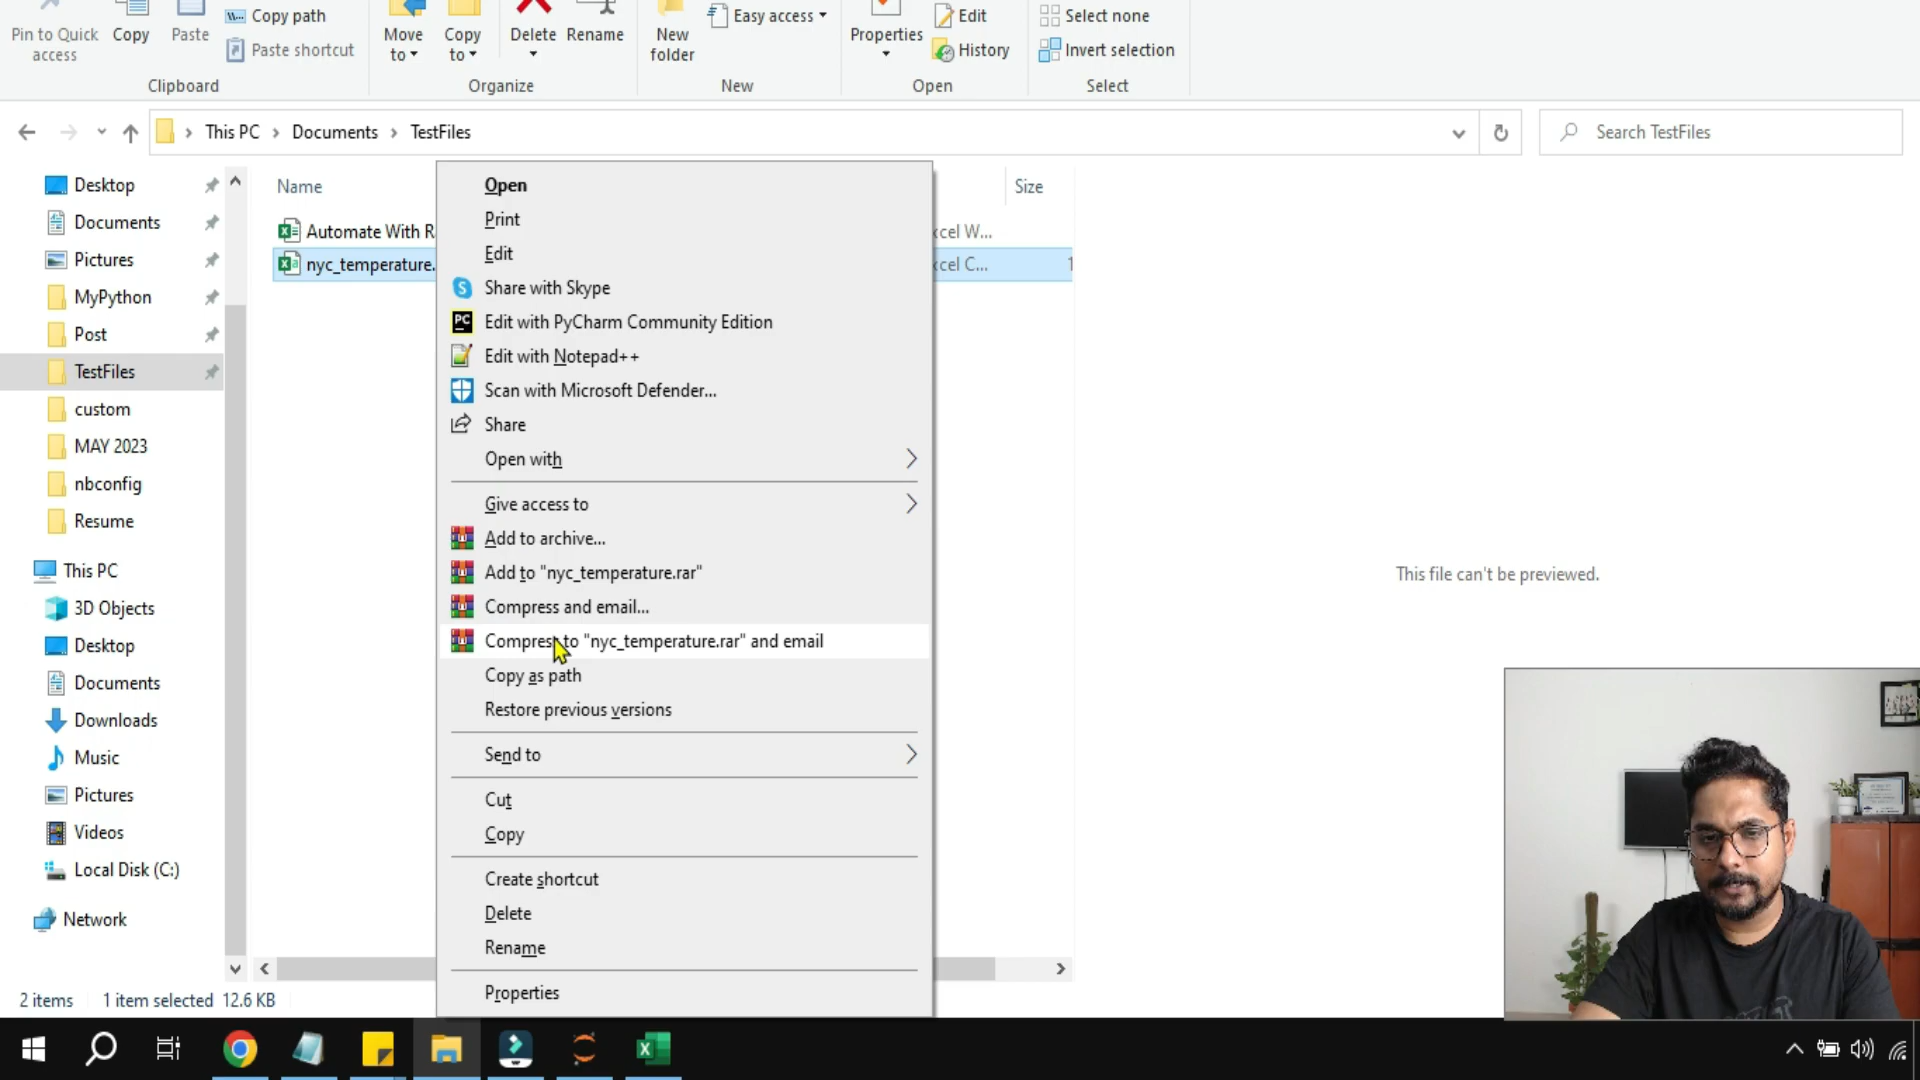 Pin to Quick access
Copy
Paste
Copy path
Paste shortcut
Clipboard
Move to
Copy to
Delete
Rename
Organize
New folder
Easy access
New
Properties
Edit
History
Open
Select none
Invert selection
Select
This PC > Documents > TestFiles
Search TestFiles
Desktop
Documents
Pictures
MyPython
Post
TestFiles
custom
MAY 2023
nbconfig
Resume
This PC
3D Objects
Desktop
Documents
Downloads
Music
Pictures
Videos
Local Disk (C:)
Network
Name
Size
Automate With R
xcel W...
nyc_temperature.
xcel C...
1
Open
Print
Edit
Share with Skype
Edit with PyCharm Community Edition
Edit with Notepad++
Scan with Microsoft Defender...
Share
Open with
Give access to
Add to archive...
Add to "nyc_temperature.rar"
Compress and email...
Compress to "nyc_temperature.rar" and email
Copy as path
Restore previous versions
Send to
Cut
Copy
Create shortcut
Delete
Rename
Properties
This file can't be previewed.
2 items
1 item selected 12.6 KB